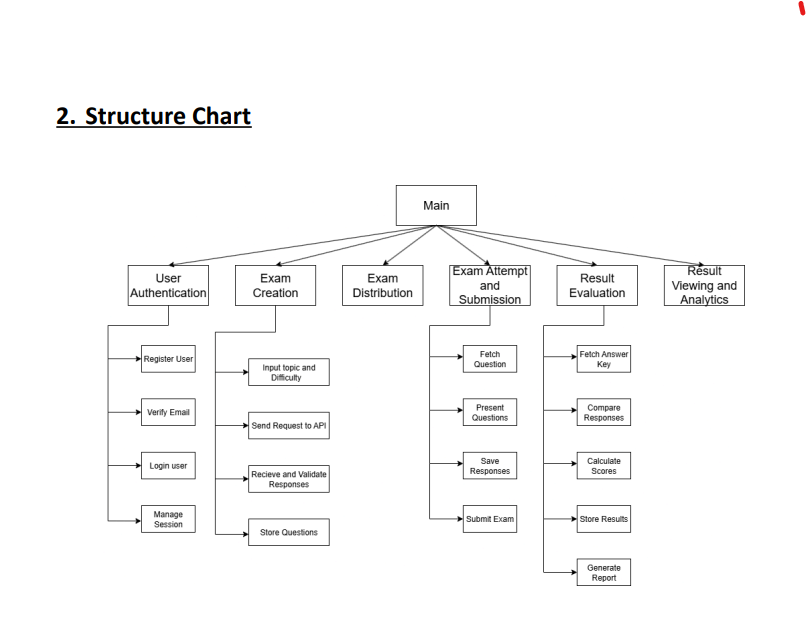 2. Structure Chart
Main
User
Authentication
Exam
Creation
Exam
Distribution
Exam Attempt
and
Submission
Result
Evaluation
Result
Viewing and
Analytics
Register User
Verify Email
Login user
Manage
Session
Input topic and
Difficulty
Send Request to API
Recieve and Validate
Responses
Store Questions
Fetch
Question
Present
Questions
Save
Responses
Submit Exam
Fetch Answer
Key
Compare
Responses
Calculate
Scores
Store Results
Generate
Report